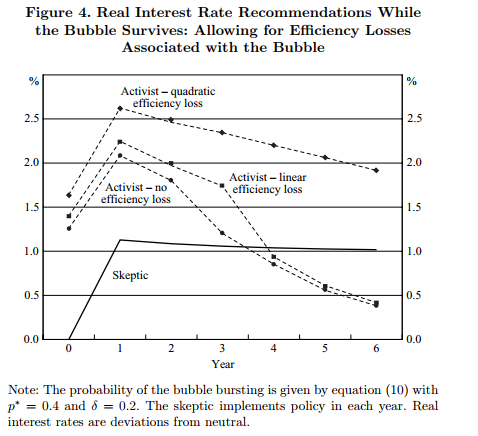 Figure 4. Real Interest Rate Recommendations While
the Bubble Survives: Allowing for Efficiency Losses
Associated with the Bubble
% %
Activist – quadratic
efficiency loss
2.5 2.5
2.0 2.0
Activist – linear
efficiency loss
Activist – no
efficiency loss
1.5 1.5
1.0 1.0
Skeptic
0.5 0.5
0.0 0.0
0 1 2 3 4 5 6
Year
Note: The probability of the bubble bursting is given by equation (10) with
p* = 0.4 and δ = 0.2. The skeptic implements policy in each year. Real
interest rates are deviations from neutral.